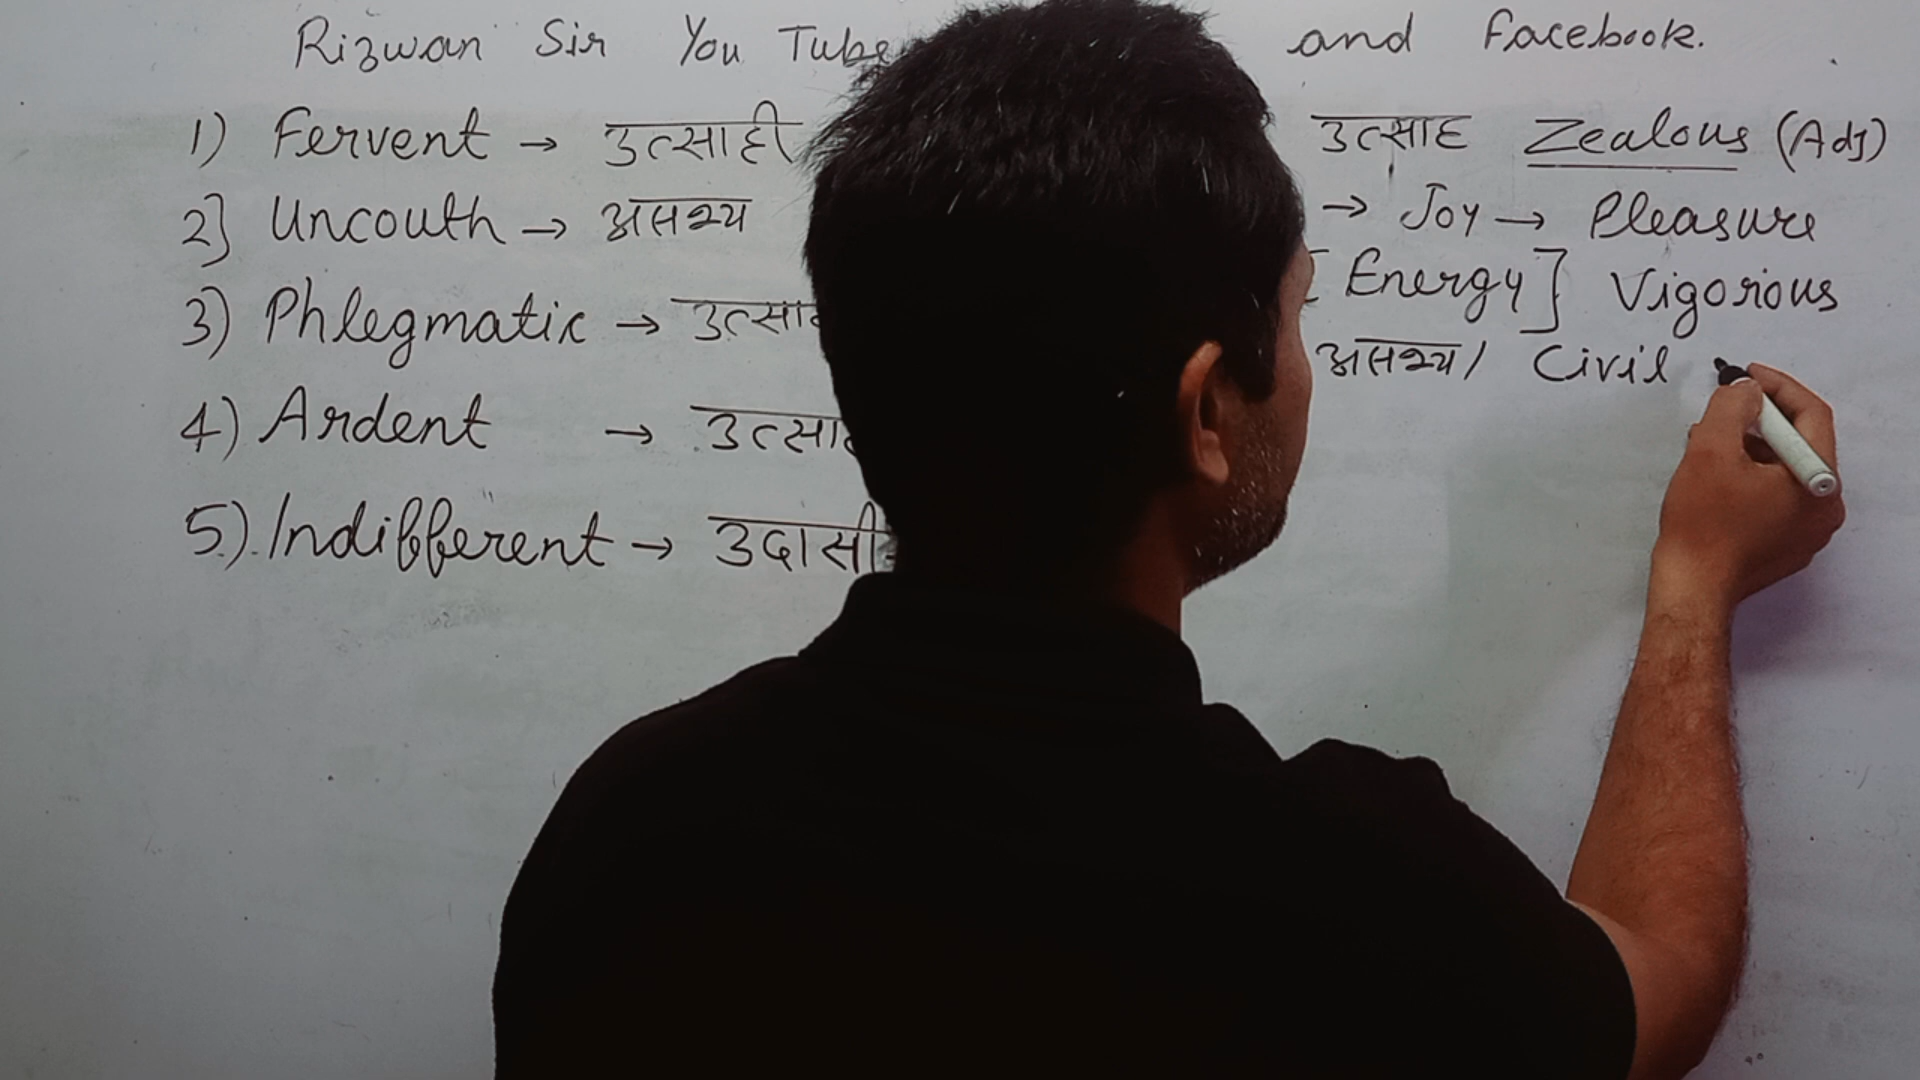 Rizwan Sir You Tube and Facebook.
1) Fervent → उत्साही उत्साह Zealous (Adj)
2] Uncouth → असभ्य → Joy → Pleasure
3) Phlegmatic → [Energy] Vigorious
असभ्य / Civil
4) Ardent →
5) Indifferent →